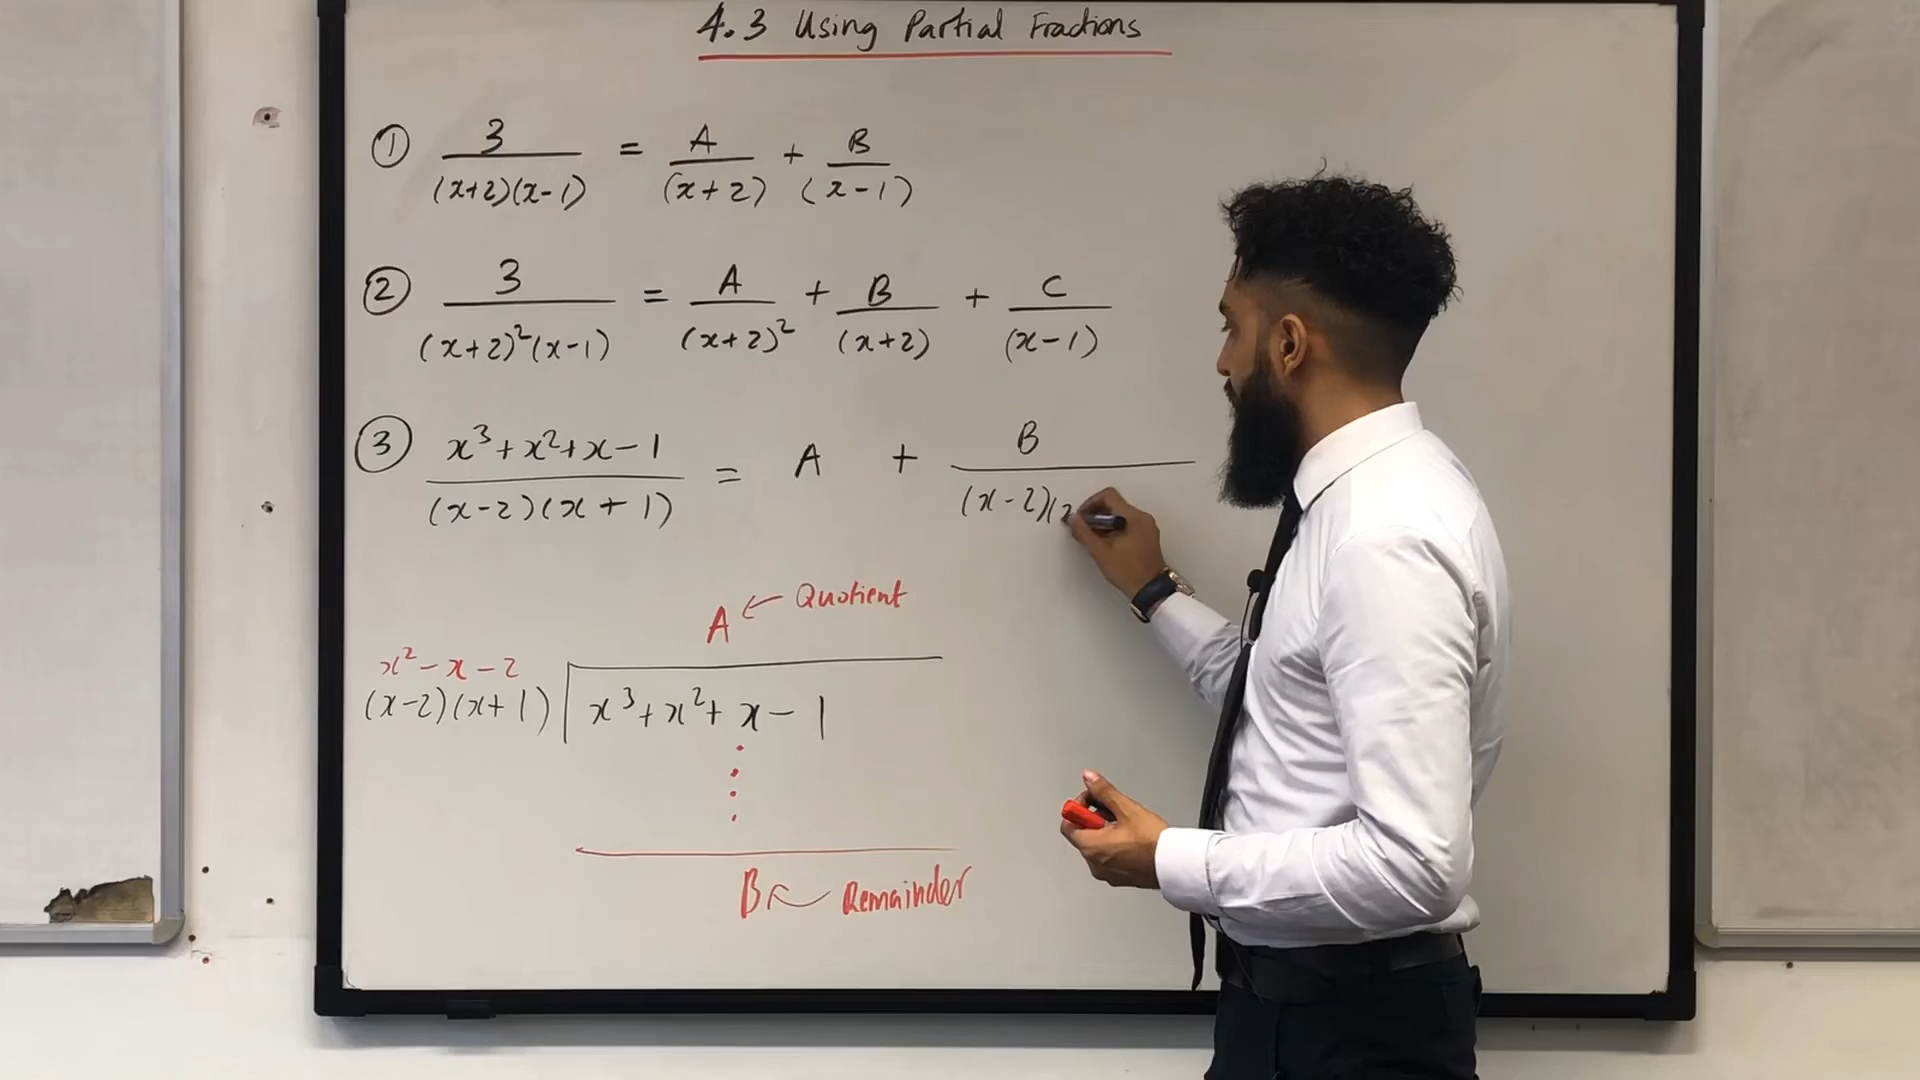 4.3 Using Partial Fractions
① 3/((x+2)(x-1)) = A/(x+2) + B/(x-1)
② 3/((x+2)²(x-1)) = A/(x+2)² + B/(x+2) + C/(x-1)
③ (x³+x²+x-1)/((x-2)(x+1)) = A + B/((x-2)(x
A ← Quotient
x²-x-2
(x-2)(x+1) x³+x²+x-1
B ← Remainder